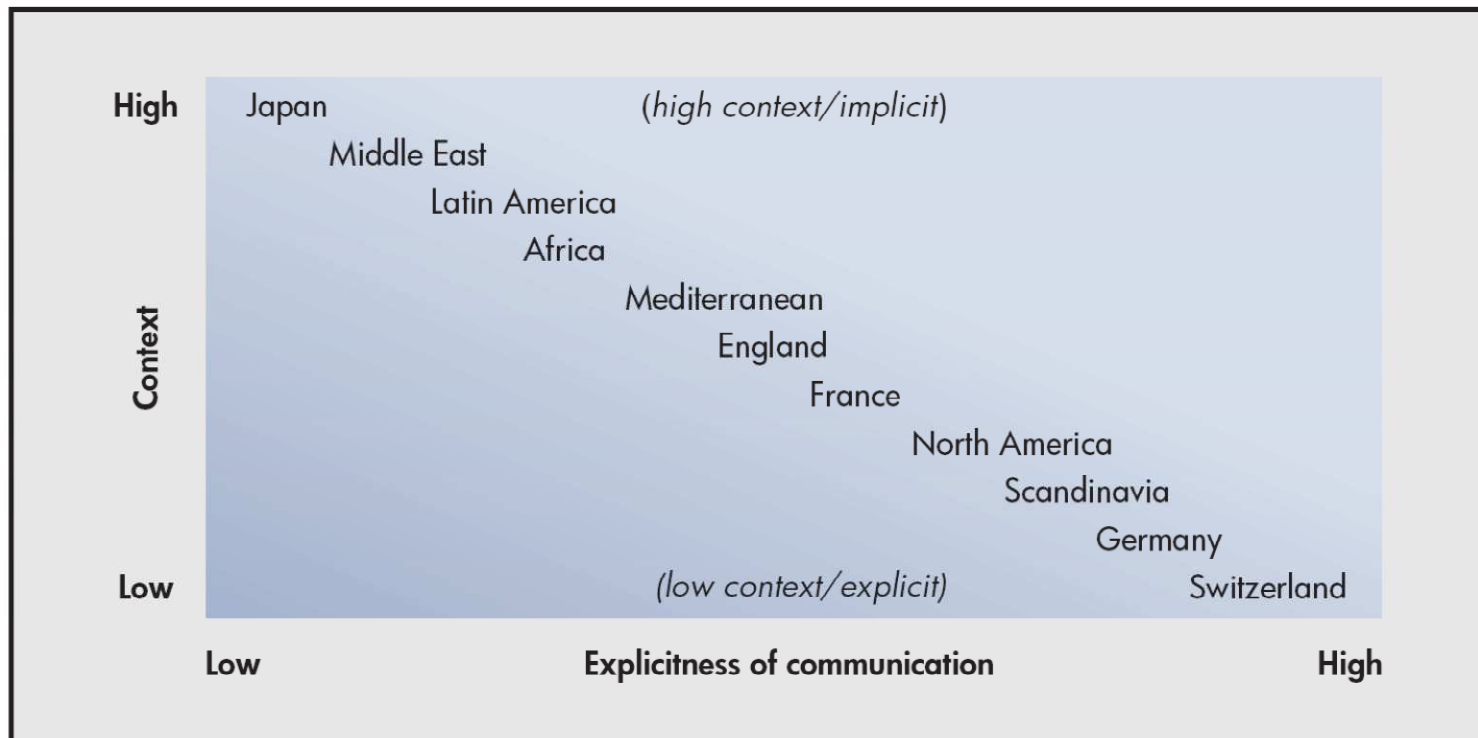 High Japan (high context/implicit)
Middle East
Latin America
Africa
Mediterranean
Context
England
France
North America
Scandinavia
Germany
Low (low context/explicit) Switzerland
Low Explicitness of communication High